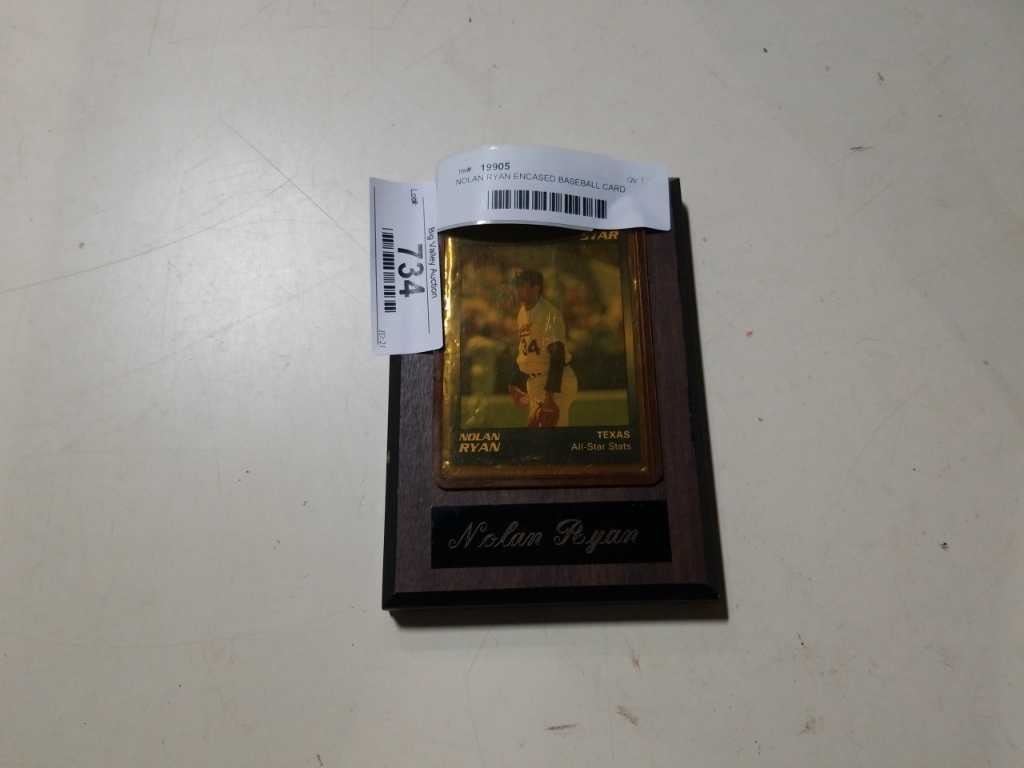 Itm# 19905
NOLAN RYAN ENCASED BASEBALL CARD
Lot#
Big Valley Auction
734
STAR
34
NOLAN
RYAN
TEXAS
All-Star Stats
Nolan Ryan